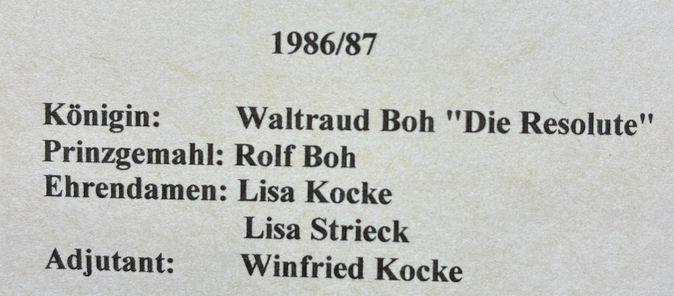 1986/87
Königin: Waltraud Boh "Die Resolute"
Prinzgemahl: Rolf Boh
Ehrendamen: Lisa Kocke
Lisa Strieck
Adjutant: Winfried Kocke